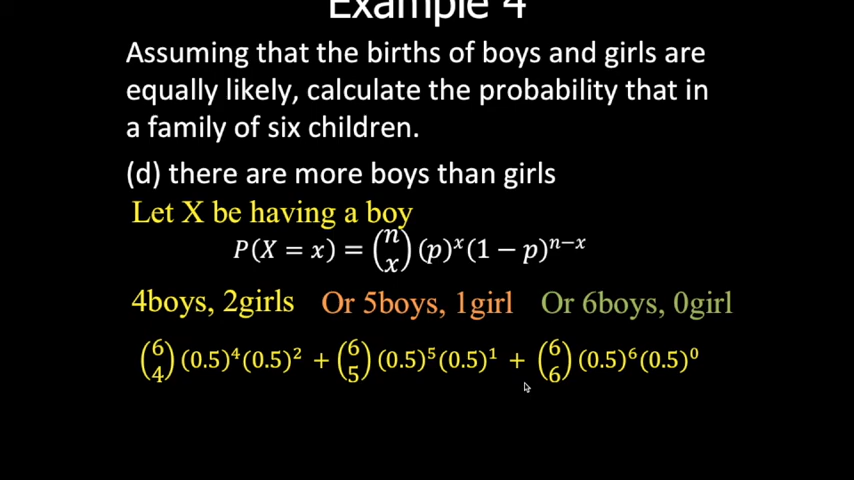 Example 4
Assuming that the births of boys and girls are
equally likely, calculate the probability that in
a family of six children.
(d) there are more boys than girls
Let X be having a boy
P(X = x) = (n x) (p)^x (1 − p)^{n−x}
4boys, 2girls Or 5boys, 1girl Or 6boys, 0girl
(6 4) (0.5)^4 (0.5)^2 + (6 5) (0.5)^5 (0.5)^1 + (6 6) (0.5)^6 (0.5)^0